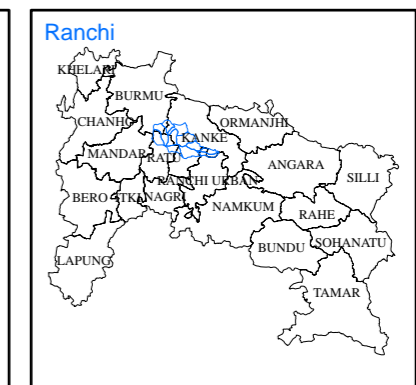 Ranchi
KHELARI
BURMU
CHANHO
ORMANJHI
KANKE
MANDAR
RATU
ANGARA
SILLI
RANCHI URBAN
BERO
ITKI
NAGRI
NAMKUM
RAHE
BUNDU
SOHANATU
LAPUNG
TAMAR